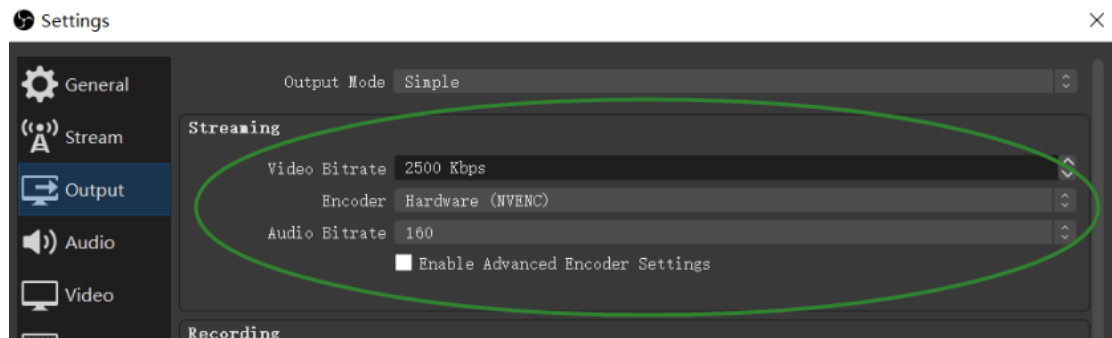 Settings
General
Stream
Output
Audio
Video
Output Mode Simple
Streaming
Video Bitrate 2500 Kbps
Encoder Hardware (NVENC)
Audio Bitrate 160
Enable Advanced Encoder Settings
Recording